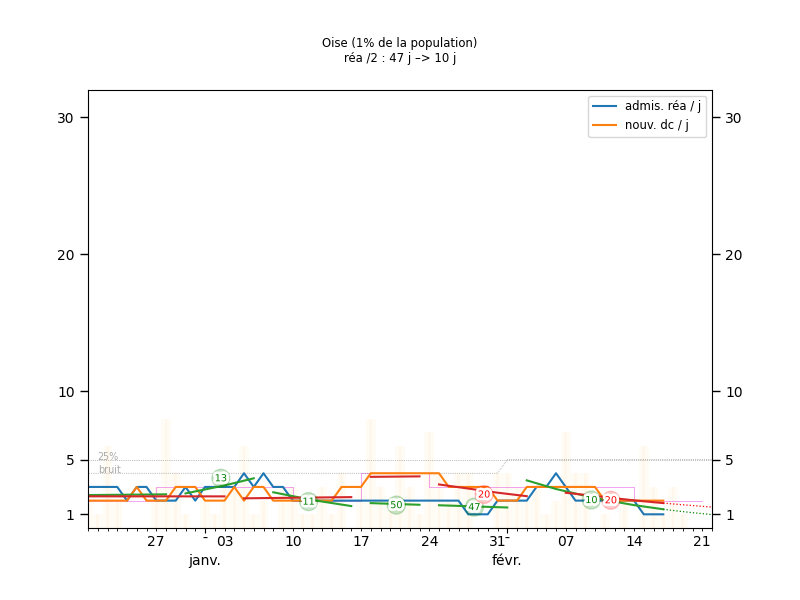 Oise (1% de la population)
réa /2 : 47 j –> 10 j
admis. réa / j
nouv. dc / j
30 30
20 20
10 10
25%
5 5
bruit
13
20
11 50 47 10 20
1 1
27 - 03 10 17 24 31- 07 14 21
janv. févr.